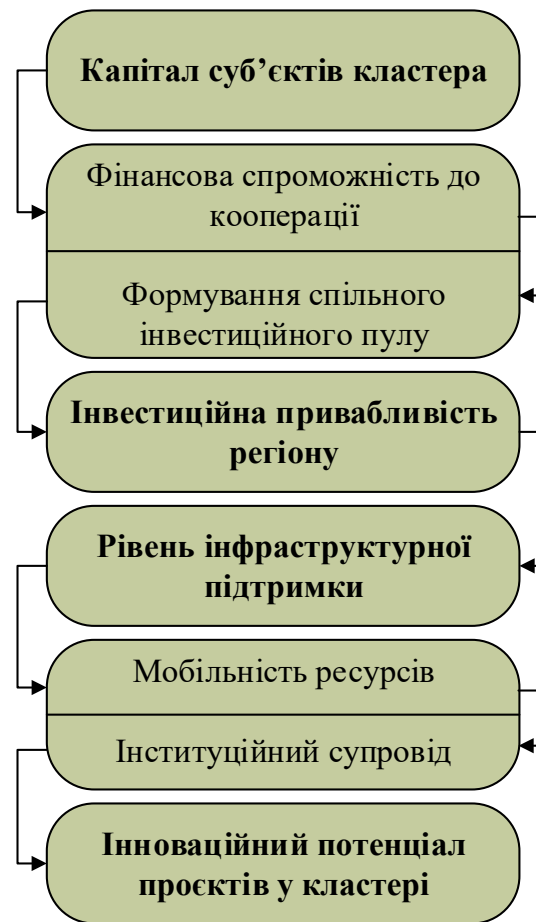 Капітал суб’єктів кластера
Фінансова спроможність до
кооперації
Формування спільного
інвестиційного пулу
Інвестиційна привабливість
регіону
Рівень інфраструктурної
підтримки
Мобільність ресурсів
Інституційний супровід
Інноваційний потенціал
проєктів у кластері